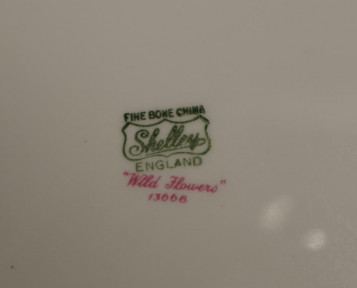 FINE BONE CHINA
Shelley
ENGLAND
"Wild Flowers"
13668